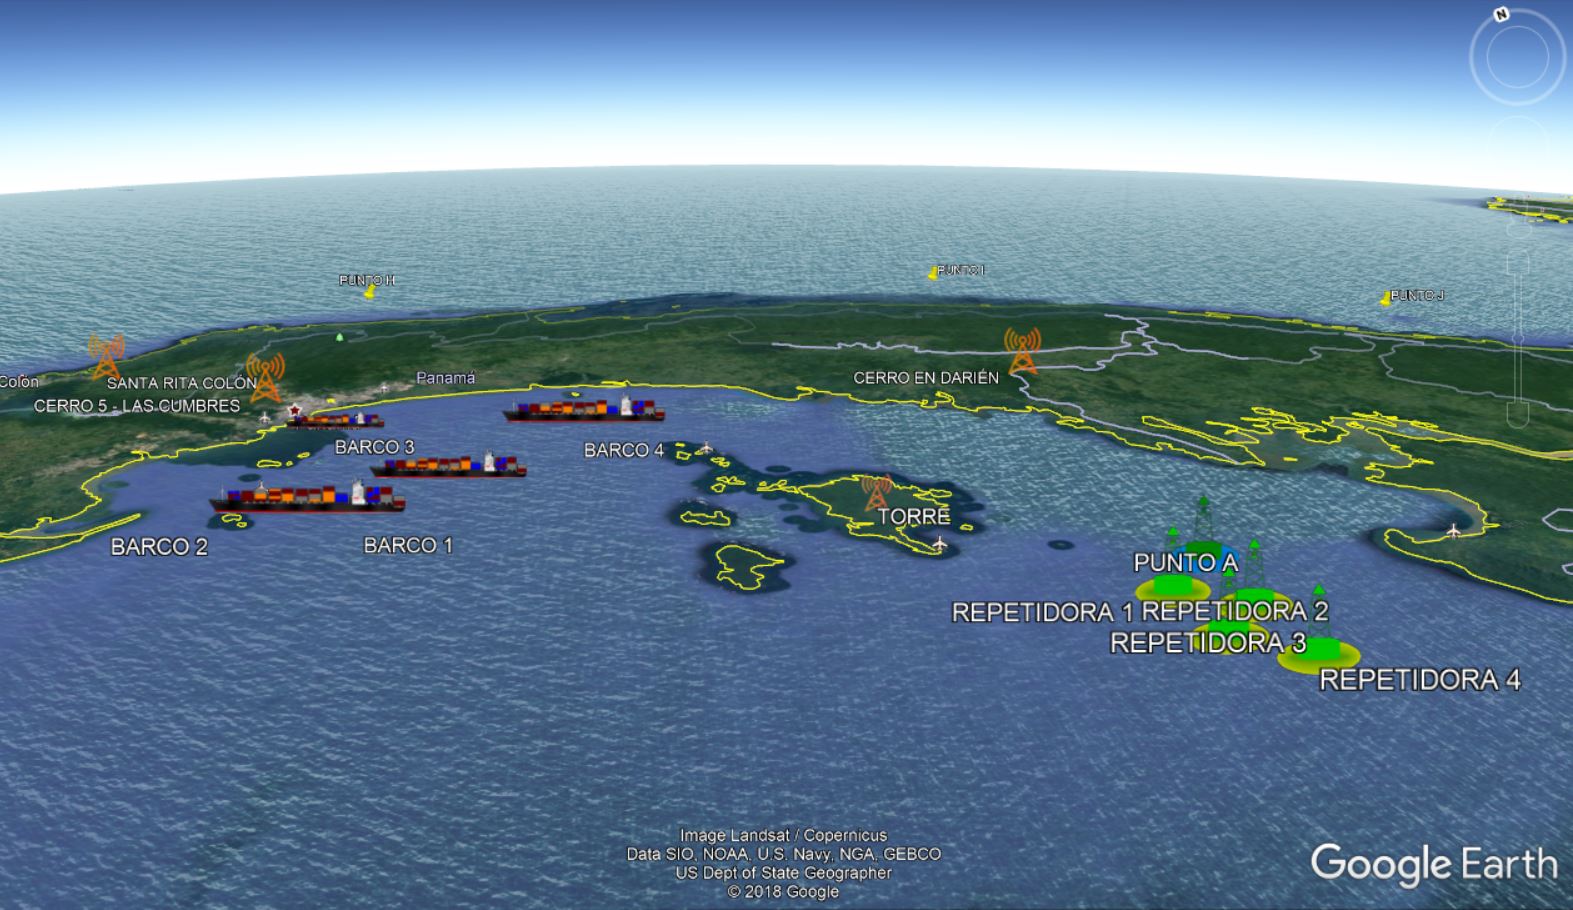 N
PUNTO H
PUNTO I
PUNTO J
Colón
SANTA RITA COLÓN
Panamá
CERRO EN DARIÉN
CERRO 5 - LAS CUMBRES
BARCO 3
BARCO 4
TORRE
BARCO 2
BARCO 1
PUNTO A
REPETIDORA 1
REPETIDORA 2
REPETIDORA 3
REPETIDORA 4
Image Landsat / Copernicus
Data SIO, NOAA, U.S. Navy, NGA, GEBCO
US Dept of State Geographer
© 2018 Google
Google Earth